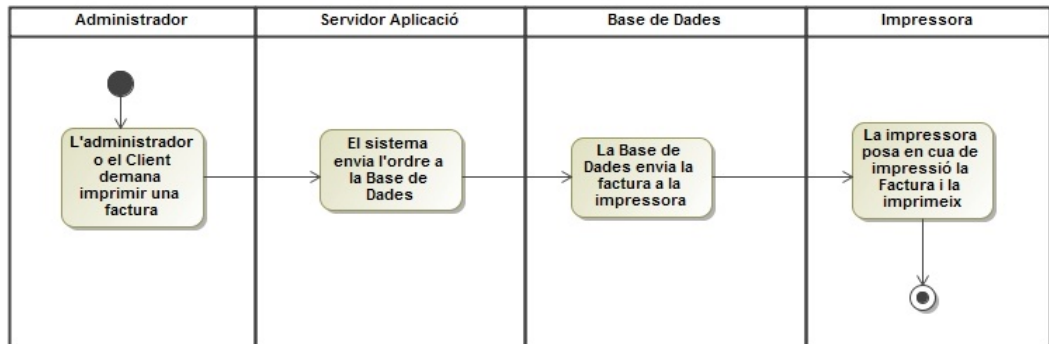 Administrador
Servidor Aplicació
Base de Dades
Impressora
L'administrador
o el Client
demana
imprimir una
factura
El sistema
envia l'ordre a
la Base de
Dades
La Base de
Dades envia la
factura a la
impressora
La impressora
posa en cua de
impressió la
Factura i la
imprimeix